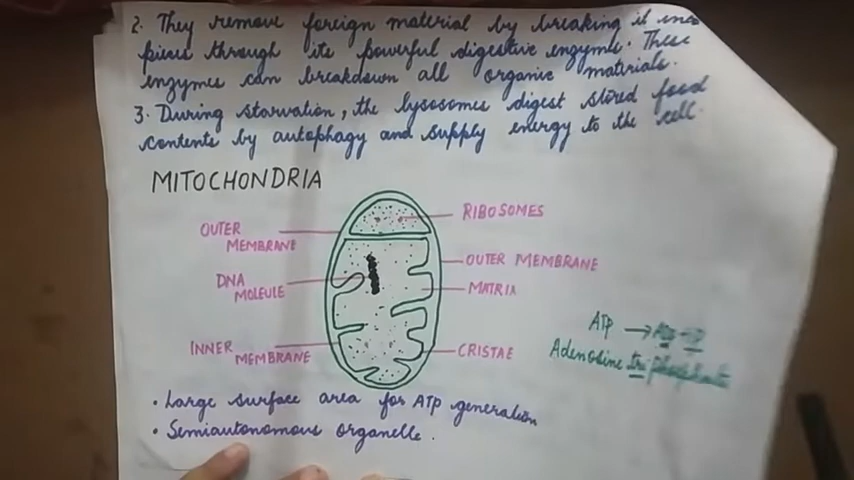 2. They remove foreign material by breaking it into
pieces through its powerful digestive enzyme. These
enzymes can breakdown all organic materials.
3. During starvation, the lysosomes digest stored food
contents by autophagy and supply energy to the cell.
MITOCHONDRIA
RIBOSOMES
OUTER
MEMBRANE
OUTER MEMBRANE
DNA
MOLEULE
MATRIX
ATP →
INNER
MEMBRANE
CRISTAE
Adenosine tri phosphate
• Large surface area for ATP generation
• Semiautonomous organelle.